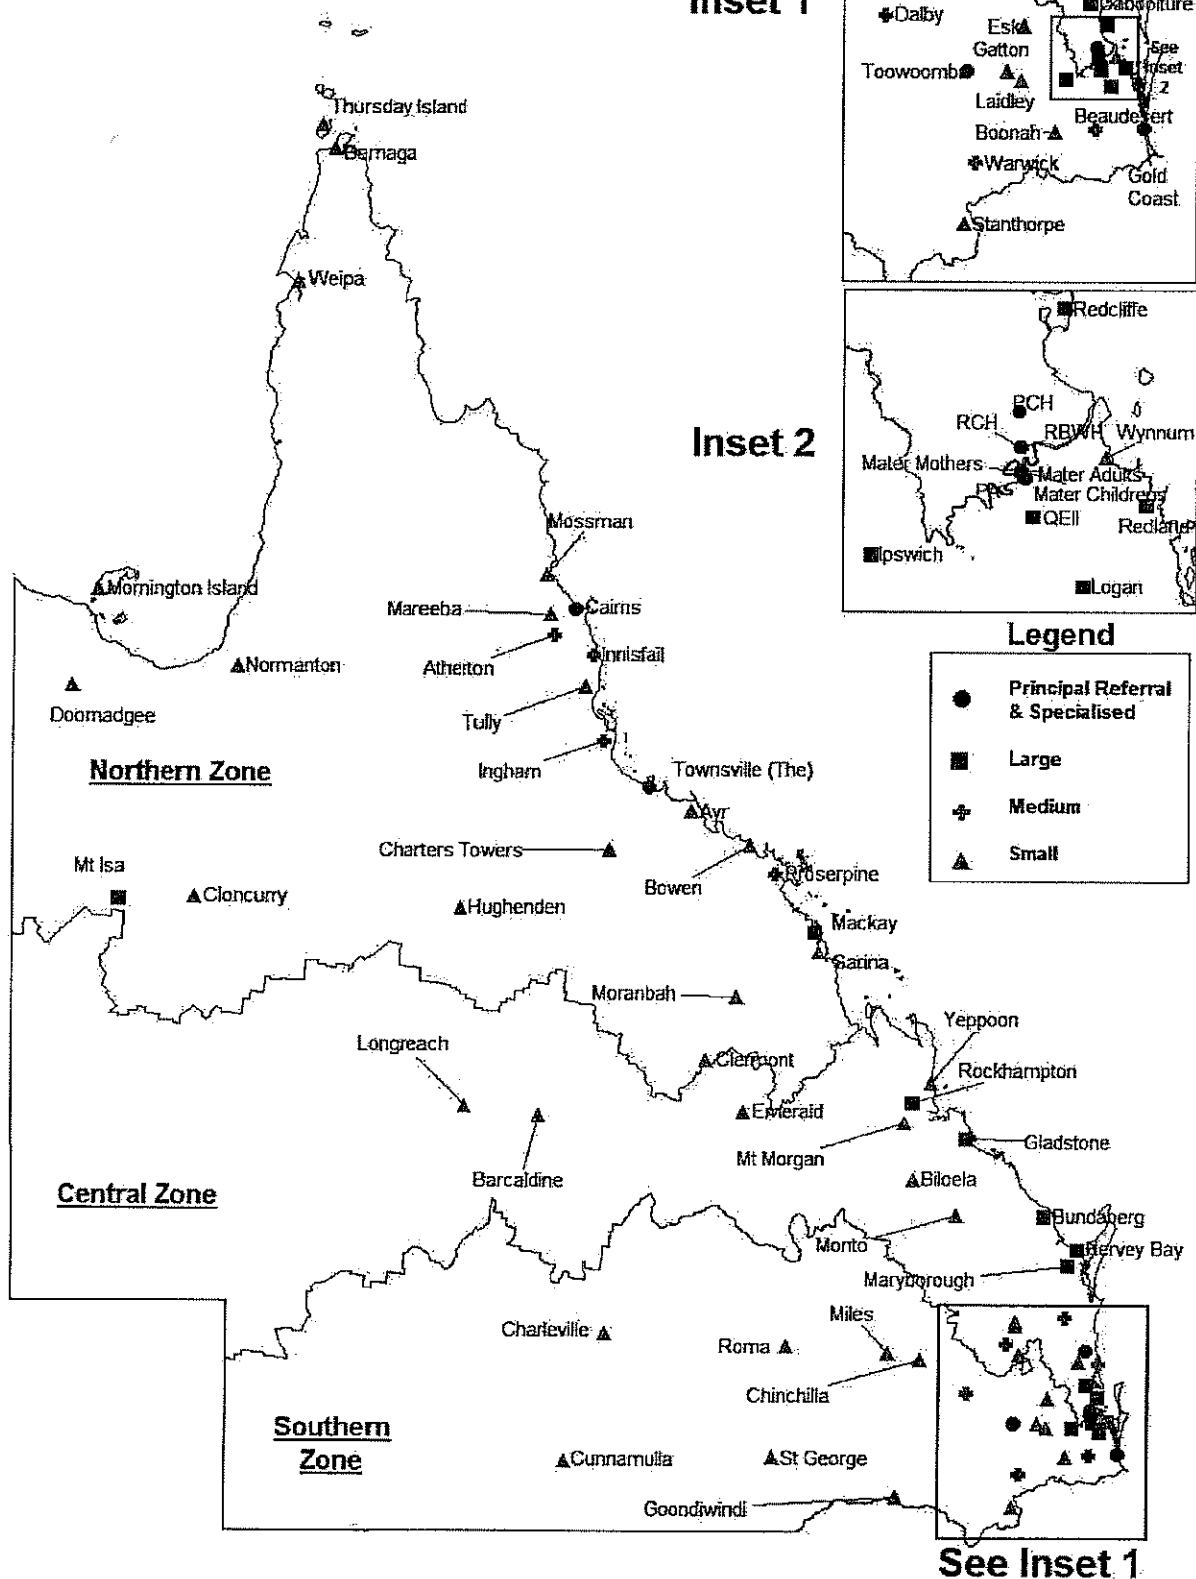 Inset 1
Caboolture
Dalby
Esk
Gatton
See
Inset
2
Toowoomba
Laidley
Beaudesert
Boonah
Warwick
Gold
Coast
Stanthorpe
Thursday Island
Bamaga
Weipa
Redcliffe
PCH
RCH
RBWH
Wynnum
Inset 2
Mater Mothers
Mater Adults
PA
Mater Childrens
QEII
Redland
Ipswich
Logan
Mossman
Mornington Island
Mareeba
Cairns
Legend
Normanton
Atherton
Innisfail
Principal Referral
& Specialised
Doomadgee
Tully
Large
Northern Zone
Ingham
Townsville (The)
Medium
Ayr
Small
Mt Isa
Charters Towers
Bowen
Proserpine
Cloncurry
Hughenden
Mackay
Sarina
Moranbah
Yeppoon
Longreach
Clermont
Rockhampton
Emerald
Gladstone
Mt Morgan
Barcaldine
Biloela
Central Zone
Bundaberg
Monto
Hervey Bay
Maryborough
Miles
Charleville
Roma
Chinchilla
Southern
Zone
Cunnamulla
St George
Goondiwindi
See Inset 1